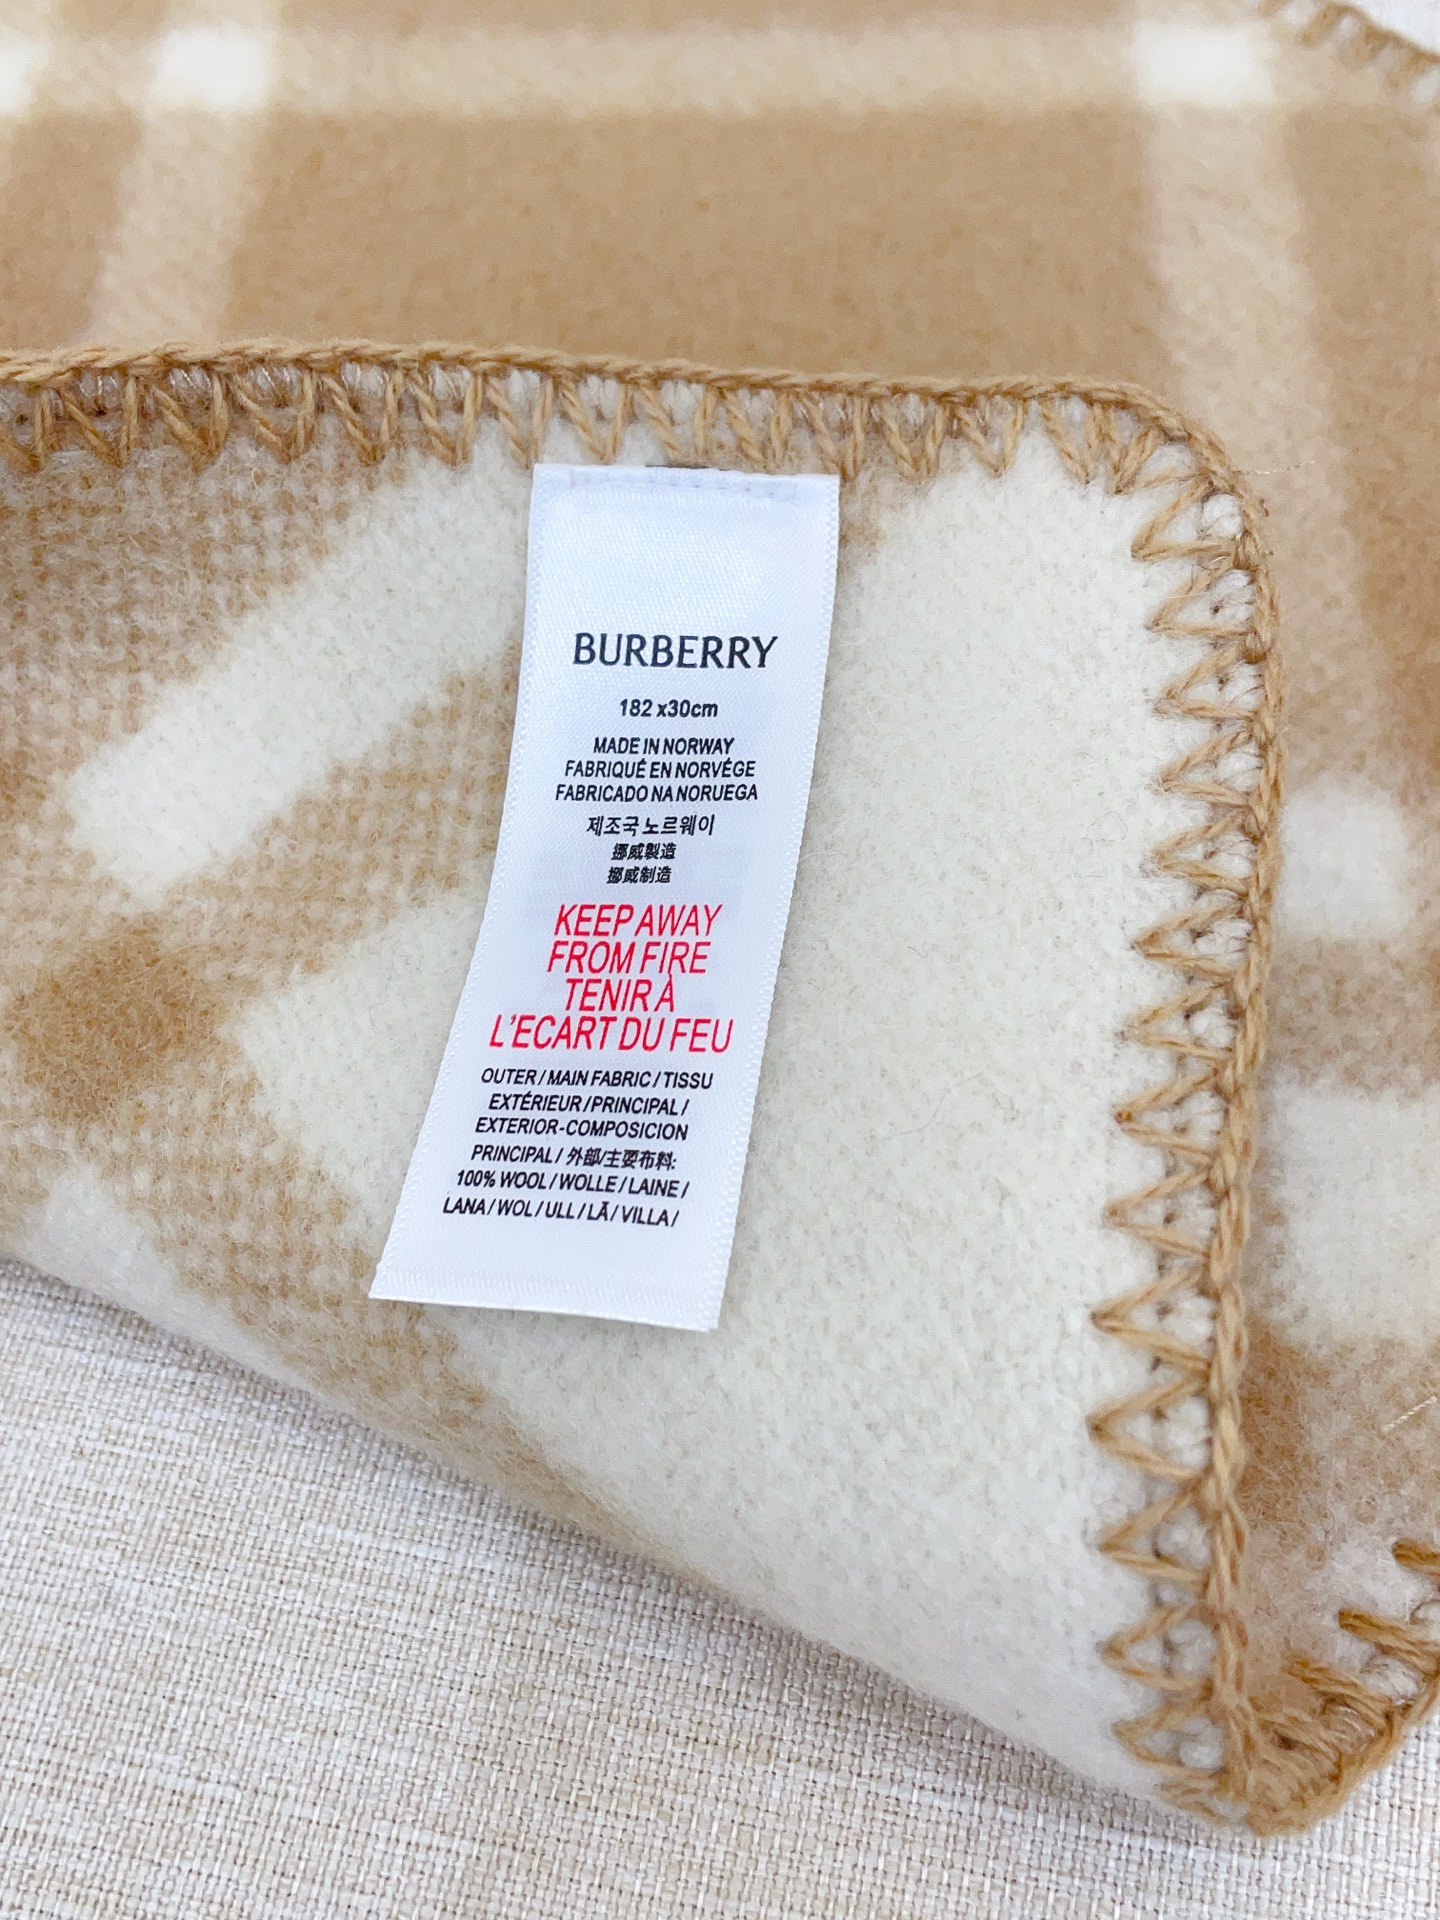 BURBERRY
182 x30cm
MADE IN NORWAY
FABRIQUÉ EN NORVÉGE
FABRICADO NA NORUEGA
제조국 노르웨이
挪威製造
挪威制造
KEEP AWAY
FROM FIRE
TENIR À
L'ECART DU FEU
OUTER / MAIN FABRIC / TISSU
EXTÉRIEUR / PRINCIPAL /
EXTERIOR-COMPOSICION
PRINCIPAL / 外部/主要布料:
100% WOOL / WOLLE / LAINE /
LANA / WOL / ULL / LÃ / VILLA /